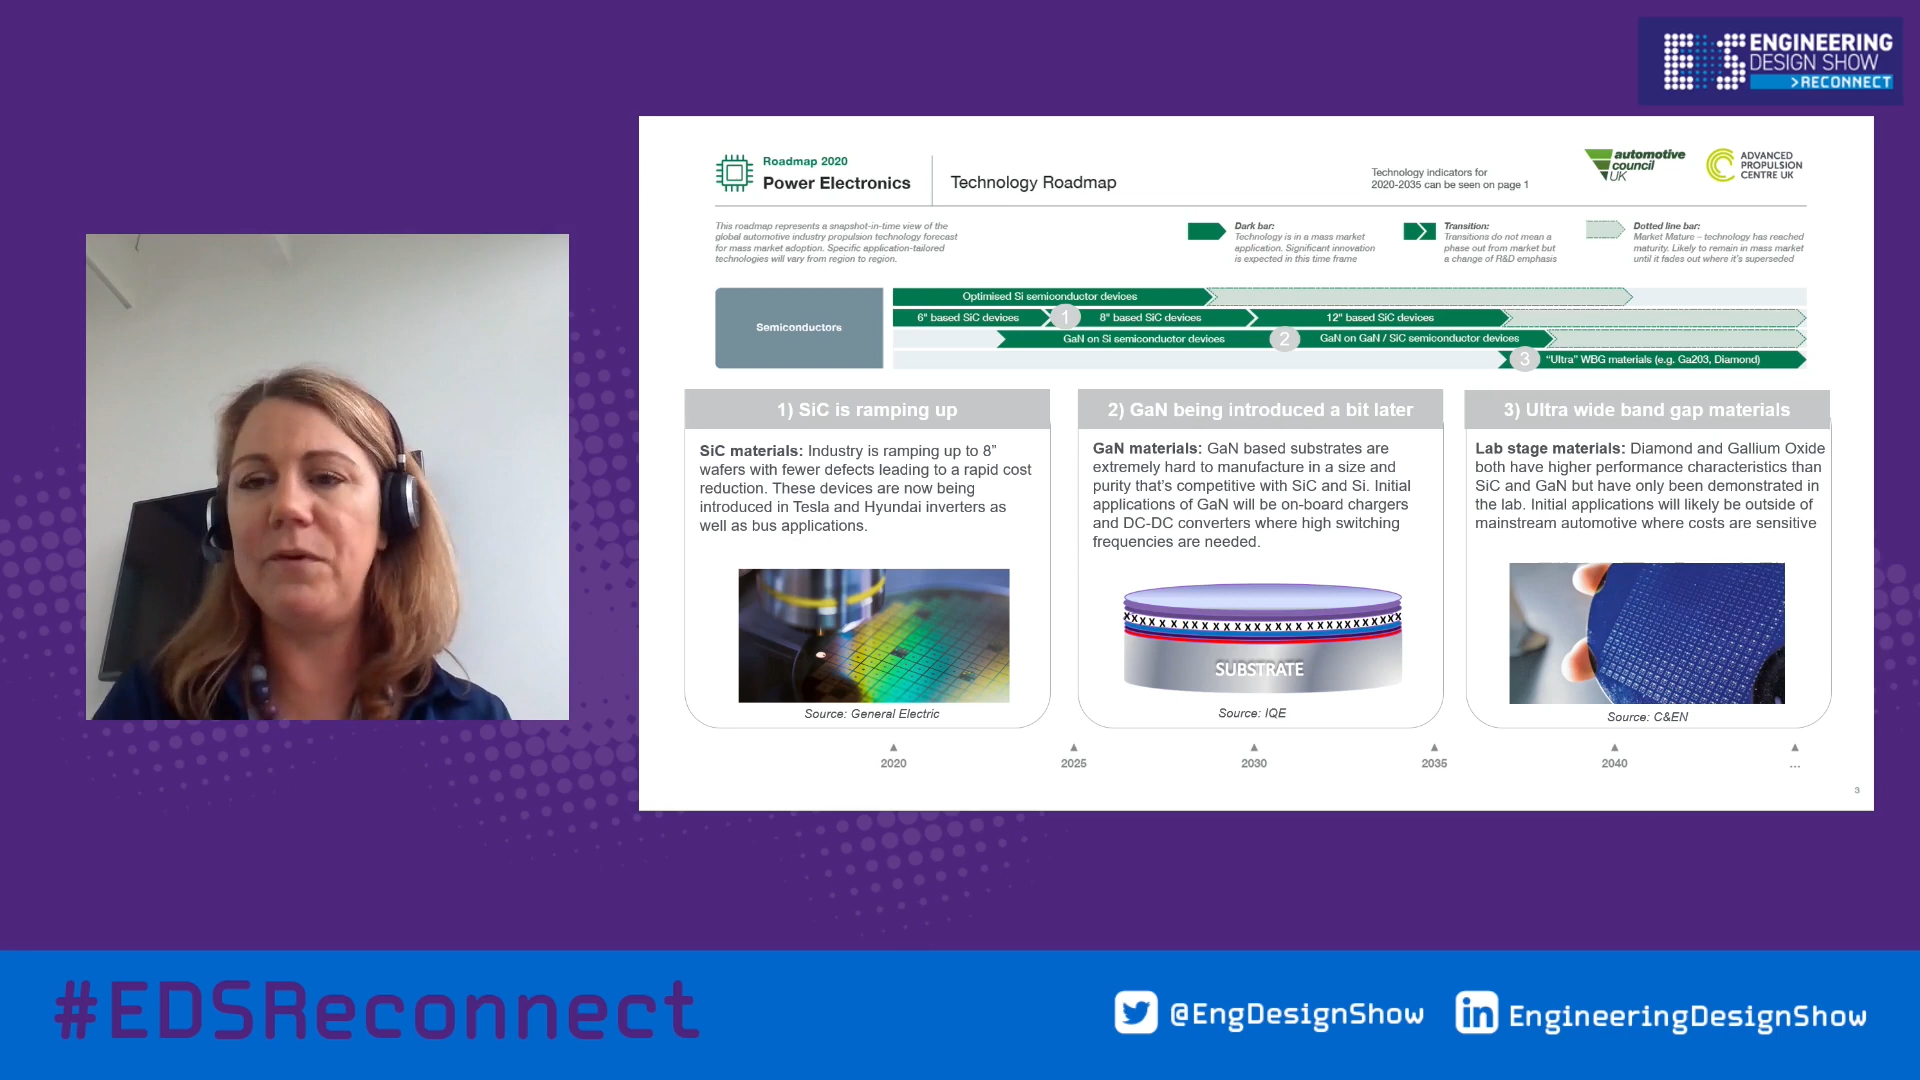 ENGINEERING
DESIGN SHOW
>RECONNECT
Roadmap 2020
Power Electronics
Technology Roadmap
Technology indicators for
2020-2035 can be seen on page 1
automotive
council
UK
ADVANCED
PROPULSION
CENTRE UK
This roadmap represents a snapshot-in-time view of the
global automotive industry propulsion technology forecast
for mass market adoption. Specific application-tailored
technologies will vary from region to region.
Dark bar:
Technology is in a mass market
application. Significant innovation
is expected in this time frame
Transition:
Transitions do not mean a
phase out from market but
a change of R&D emphasis
Dotted line bar:
Market Mature – technology has reached
maturity. Likely to remain in mass market
until it fades out where it's superseded
Semiconductors
Optimised Si semiconductor devices
6" based SiC devices
1
8" based SiC devices
12" based SiC devices
GaN on Si semiconductor devices
2
GaN on GaN / SiC semiconductor devices
3
“Ultra” WBG materials (e.g. Ga203, Diamond)
1) SiC is ramping up
SiC materials: Industry is ramping up to 8”
wafers with fewer defects leading to a rapid cost
reduction. These devices are now being
introduced in Tesla and Hyundai inverters as
well as bus applications.
Source: General Electric
2) GaN being introduced a bit later
GaN materials: GaN based substrates are
extremely hard to manufacture in a size and
purity that’s competitive with SiC and Si. Initial
applications of GaN will be on-board chargers
and DC-DC converters where high switching
frequencies are needed.
X X X X X X X X X X X X X X X X X X X X X X X X X X X X X
SUBSTRATE
Source: IQE
3) Ultra wide band gap materials
Lab stage materials: Diamond and Gallium Oxide
both have higher performance characteristics than
SiC and GaN but have only been demonstrated in
the lab. Initial applications will likely be outside of
mainstream automotive where costs are sensitive
Source: C&EN
2020
2025
2030
2035
2040
...
3
#EDSReconnect
@EngDesignShow
in EngineeringDesignShow